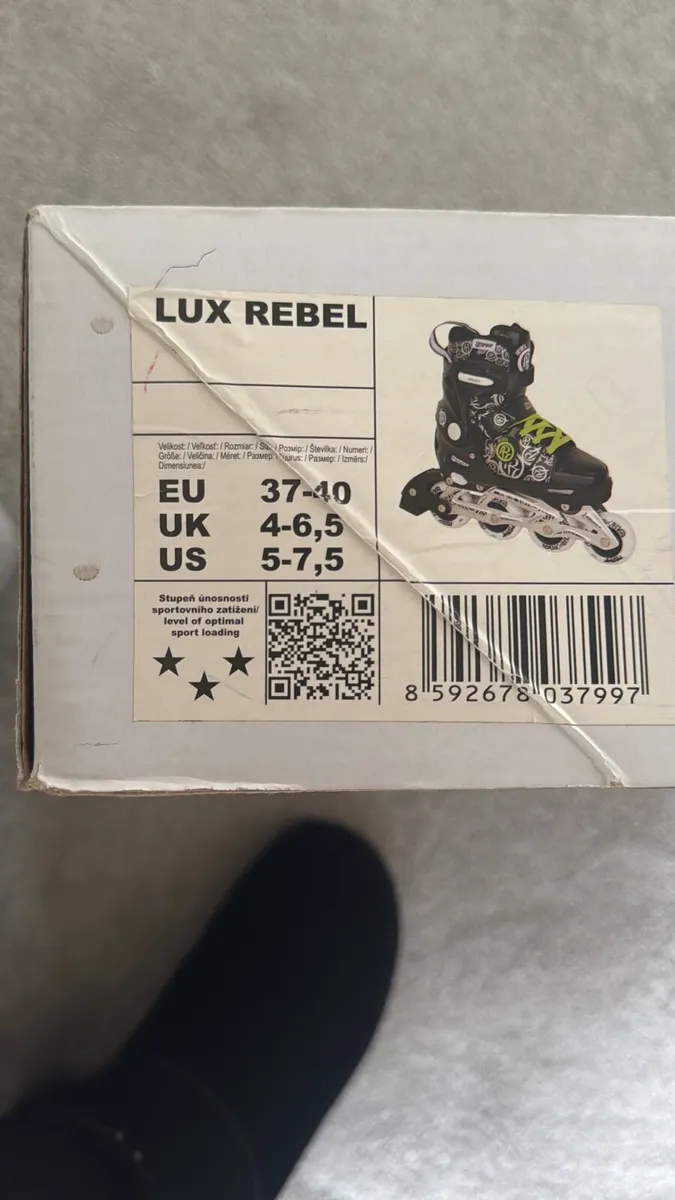 LUX REBEL
Velikost: / Veľkosť: / Rozmiar: / / Розмір: / Številka: / Numeri: /
Größe: / Veličina: / Méret: / Размер: / / Размер: / Izmērs:/
Dimensiunea:/
EU 37-40
UK 4-6,5
US 5-7,5
Stupeň únosnosti
sportovního zatížení/
level of optimal
sport loading
8 592678 037997